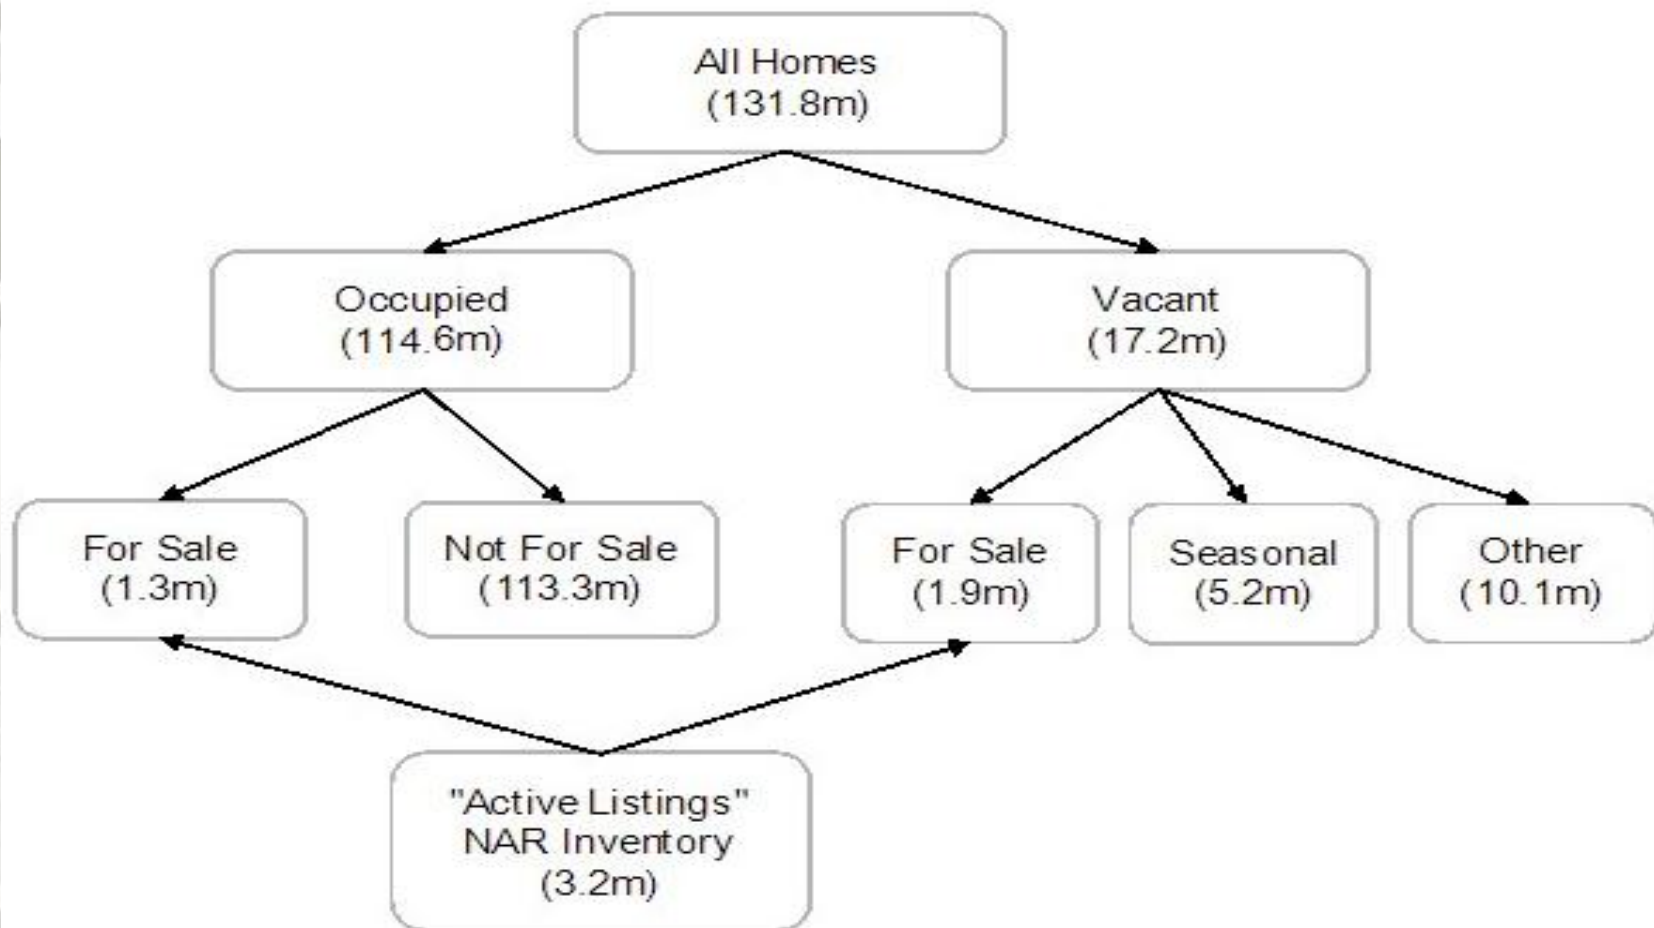 All Homes
(131.8m)
Occupied
(114.6m)
Vacant
(17.2m)
For Sale
(1.3m)
Not For Sale
(113.3m)
For Sale
(1.9m)
Seasonal
(5.2m)
Other
(10.1m)
"Active Listings"
NAR Inventory
(3.2m)